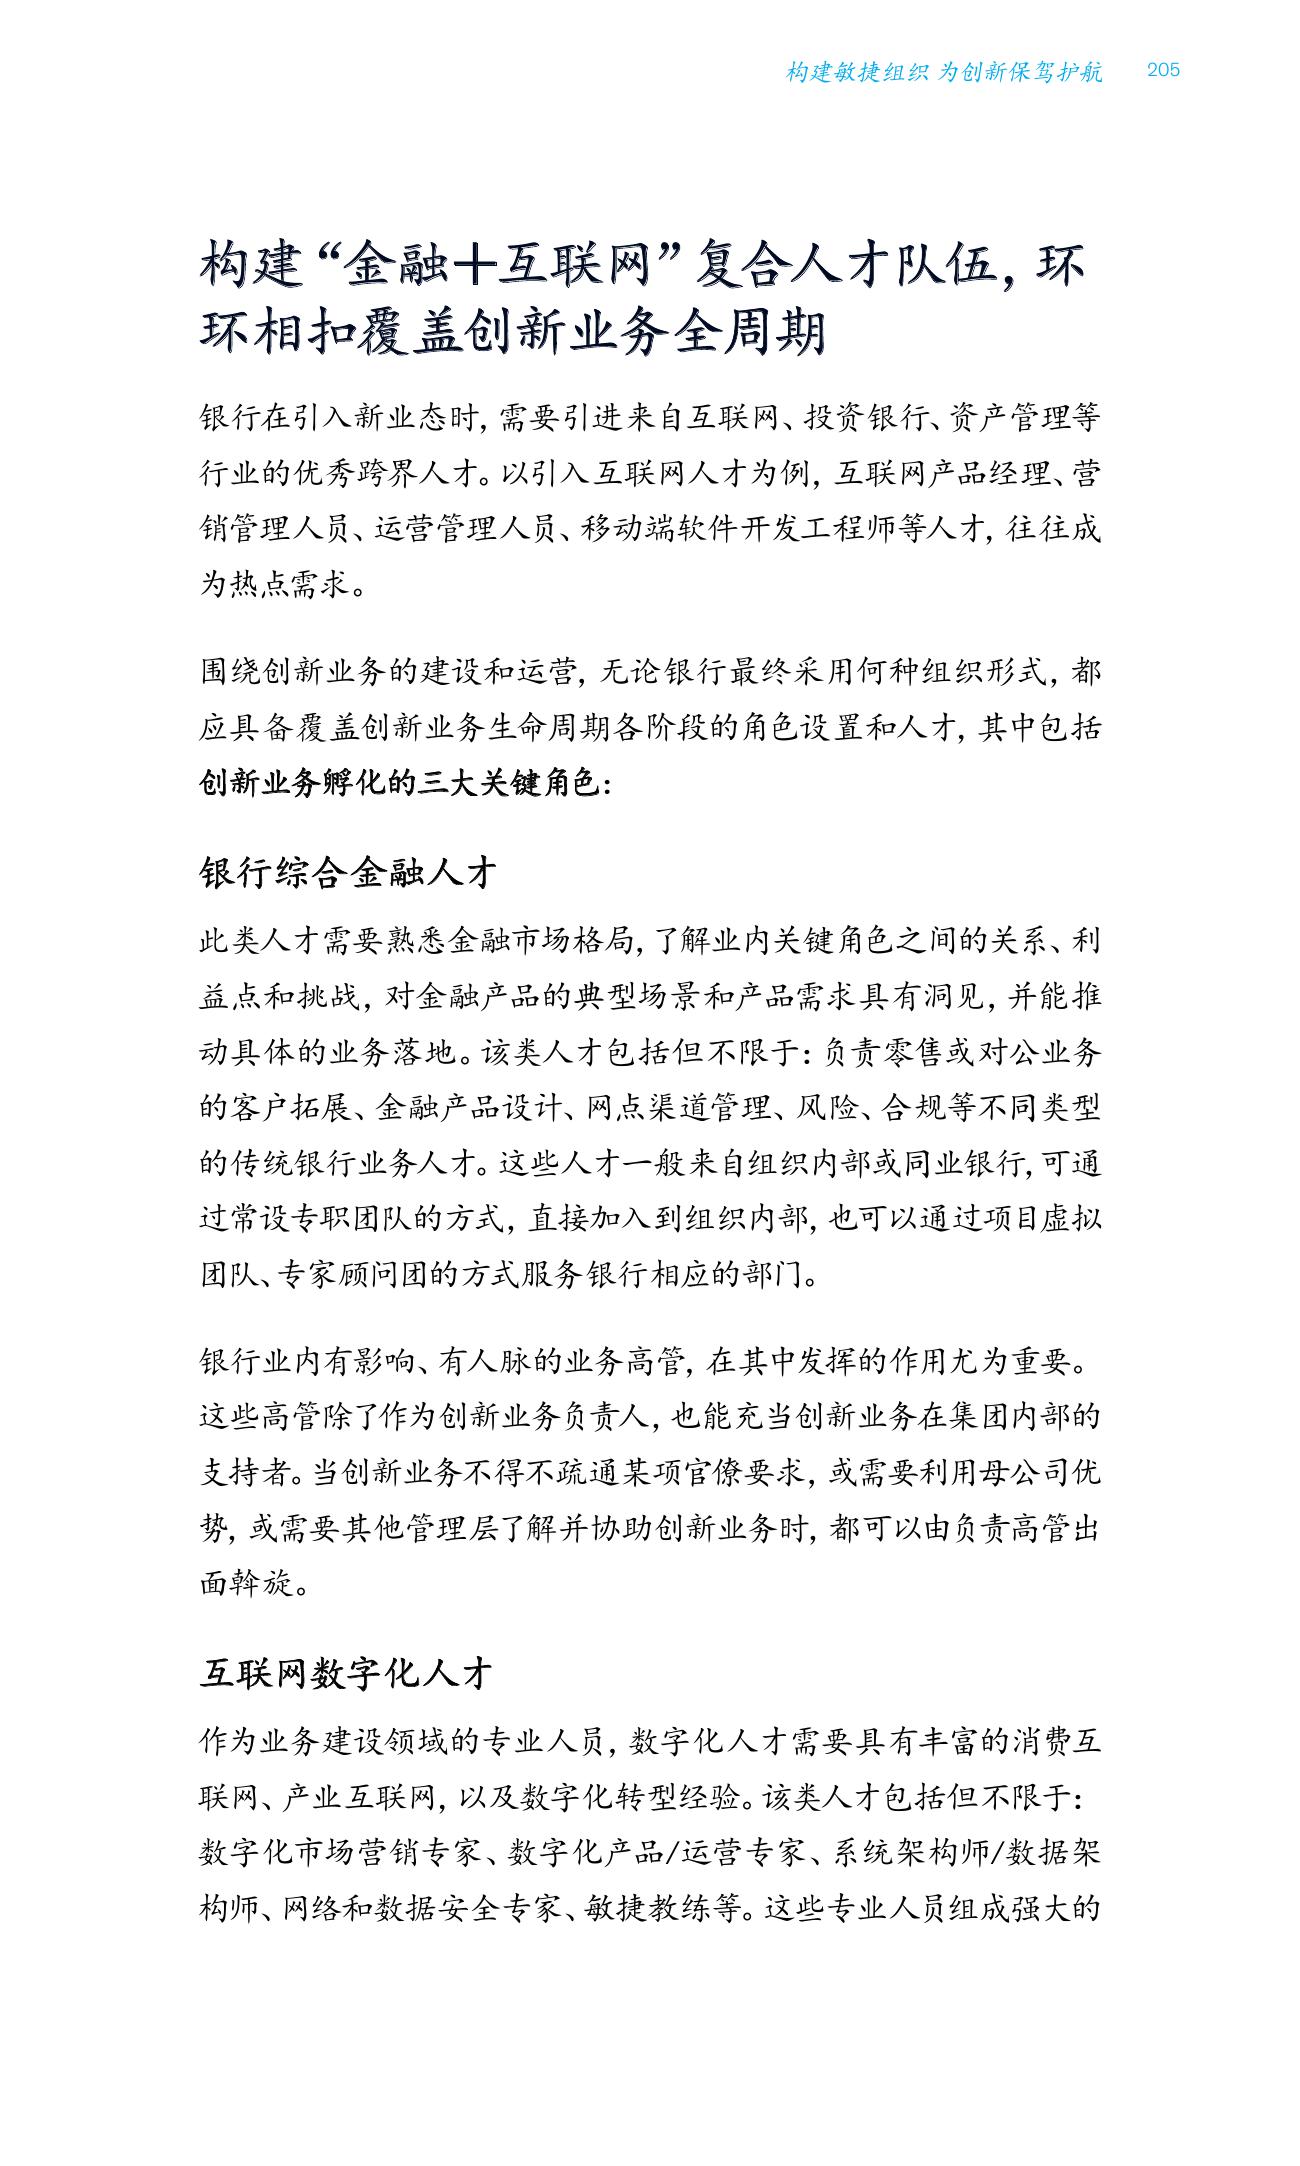 构建敏捷组织 为创新保驾护航 205
构建“金融+互联网”复合人才队伍，环
环相扣覆盖创新业务全周期
银行在引入新业态时，需要引进来自互联网、投资银行、资产管理等
行业的优秀跨界人才。以引入互联网人才为例，互联网产品经理、营
销管理人员、运营管理人员、移动端软件开发工程师等人才，往往成
为热点需求。
围绕创新业务的建设和运营，无论银行最终采用何种组织形式，都
应具备覆盖创新业务生命周期各阶段的角色设置和人才，其中包括
创新业务孵化的三大关键角色：
银行综合金融人才
此类人才需要熟悉金融市场格局，了解业内关键角色之间的关系、利
益点和挑战，对金融产品的典型场景和产品需求具有洞见，并能推
动具体的业务落地。该类人才包括但不限于：负责零售或对公业务
的客户拓展、金融产品设计、网点渠道管理、风险、合规等不同类型
的传统银行业务人才。这些人才一般来自组织内部或同业银行，可通
过常设专职团队的方式，直接加入到组织内部，也可以通过项目虚拟
团队、专家顾问团的方式服务银行相应的部门。
银行业内有影响、有人脉的业务高管，在其中发挥的作用尤为重要。
这些高管除了作为创新业务负责人，也能充当创新业务在集团内部的
支持者。当创新业务不得不疏通某项官僚要求，或需要利用母公司优
势，或需要其他管理层了解并协助创新业务时，都可以由负责高管出
面斡旋。
互联网数字化人才
作为业务建设领域的专业人员，数字化人才需要具有丰富的消费互
联网、产业互联网，以及数字化转型经验。该类人才包括但不限于：
数字化市场营销专家、数字化产品/运营专家、系统架构师/数据架
构师、网络和数据安全专家、敏捷教练等。这些专业人员组成强大的